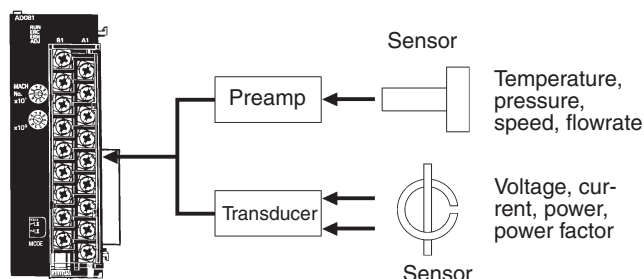 AD081
RUN
ERC
ERH
ADJ
B1 A1
MACH
No.
x10¹
x10⁰
MODE
Sensor
Preamp
Temperature,
pressure,
speed, flowrate
Transducer
Voltage, cur-
rent, power,
power factor
Sensor